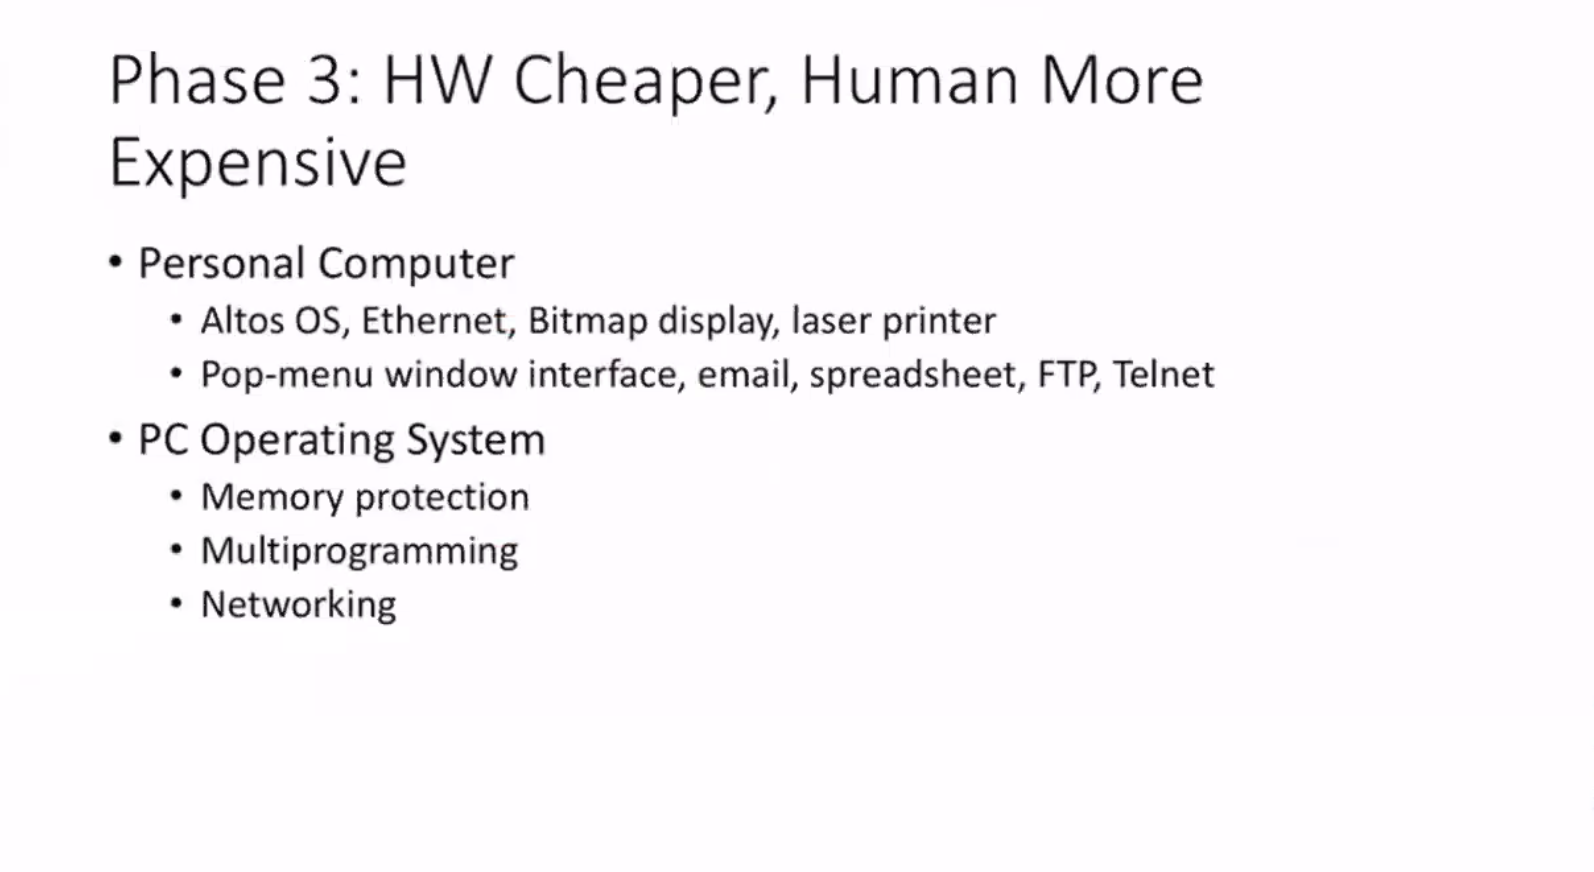 Phase 3: HW Cheaper, Human More
Expensive
• Personal Computer
• Altos OS, Ethernet, Bitmap display, laser printer
• Pop-menu window interface, email, spreadsheet, FTP, Telnet
• PC Operating System
• Memory protection
• Multiprogramming
• Networking